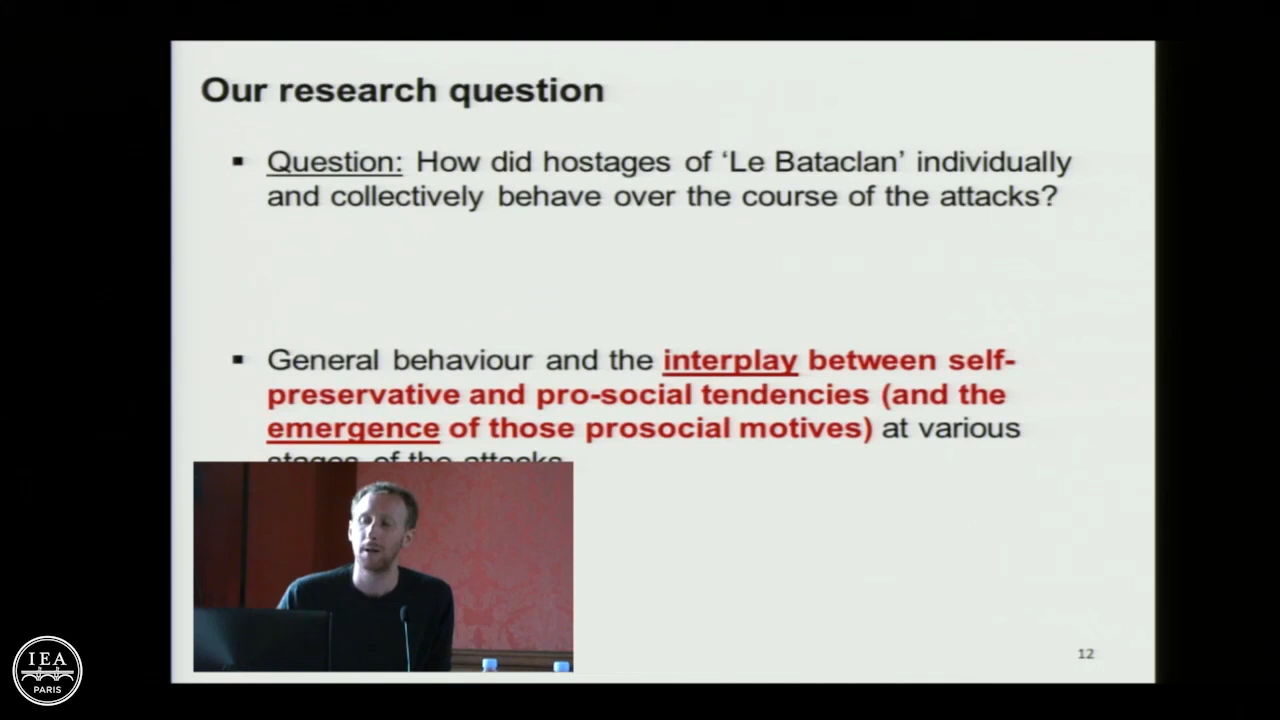 Our research question
▪ Question: How did hostages of ‘Le Bataclan’ individually
and collectively behave over the course of the attacks?
▪ General behaviour and the interplay between self-
preservative and pro-social tendencies (and the
emergence of those prosocial motives) at various
stages of the attacks
12
IEA
PARIS